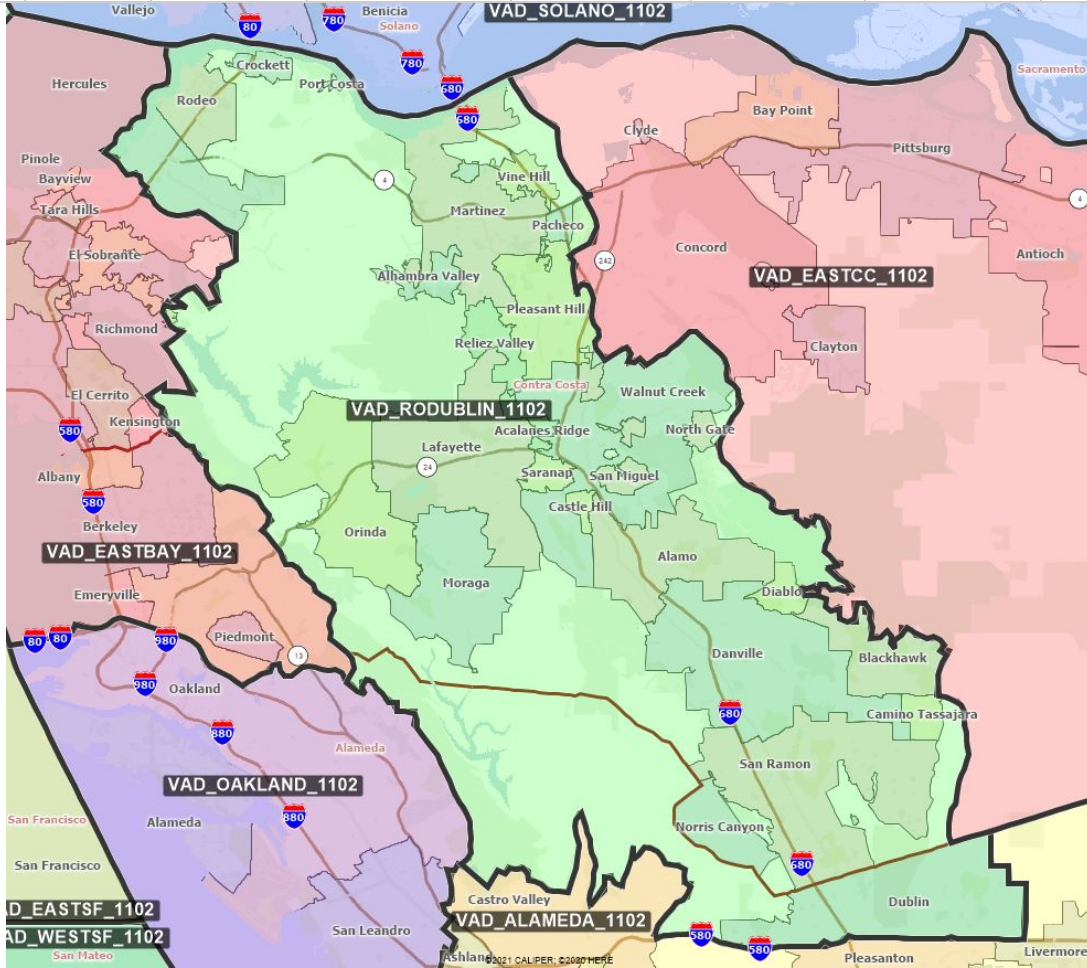 Vallejo
Benicia
VAD_SOLANO_1102
80
780
Solano
780
680
Crockett
Port Costa
Hercules
Rodeo
Sacramento
680
Bay Point
Clyde
Pittsburg
Pinole
Bayview
4
Vine Hill
4
Tara Hills
Martinez
Pacheco
El Sobrante
Concord
Antioch
242
Alhambra Valley
VAD_EASTCC_1102
Pleasant Hill
Richmond
Reliez Valley
Clayton
Contra Costa
El Cerrito
Walnut Creek
VAD_RODUBLIN_1102
Kensington
580
Acalanes Ridge
North Gate
Lafayette
24
Albany
Saranap
San Miguel
580
Castle Hill
Berkeley
Orinda
VAD_EASTBAY_1102
Alamo
Moraga
Emeryville
Diablo
80
80
980
Piedmont
13
Danville
Blackhawk
Oakland
980
680
Camino Tassajara
880
Alameda
San Ramon
VAD_OAKLAND_1102
880
San Francisco
Alameda
Norris Canyon
San Francisco
680
Castro Valley
Dublin
D_EASTSF_1102
VAD_ALAMEDA_1102
San Leandro
AD_WESTSF_1102
580
580
San Mateo
Ashland
©2021 CALIPER; ©2020 HERE
Pleasanton
Livermore